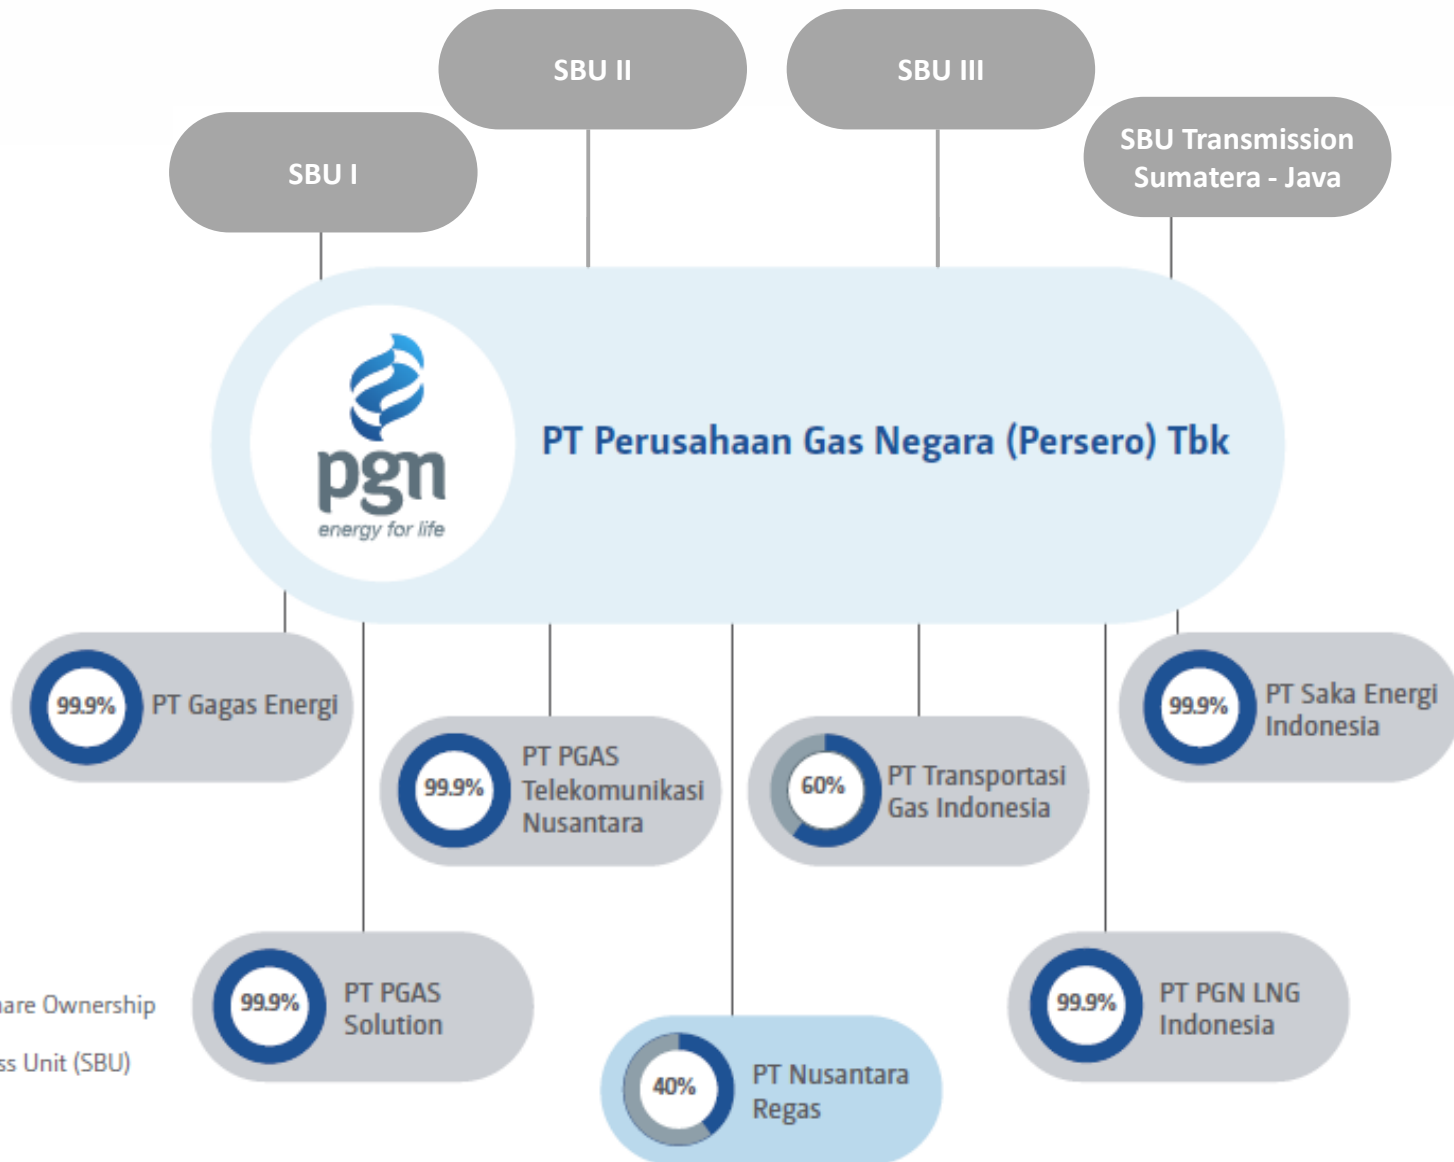 SBU II
SBU III
SBU I
SBU Transmission
Sumatera - Java
pgn
energy for life
PT Perusahaan Gas Negara (Persero) Tbk
99.9%
PT Gagas Energi
99.9%
PT Saka Energi
Indonesia
99.9%
PT PGAS
Telekomunikasi
Nusantara
60%
PT Transportasi
Gas Indonesia
99.9%
PT PGAS
Solution
99.9%
PT PGN LNG
Indonesia
Ownership
Unit (SBU)
40%
PT Nusantara
Regas